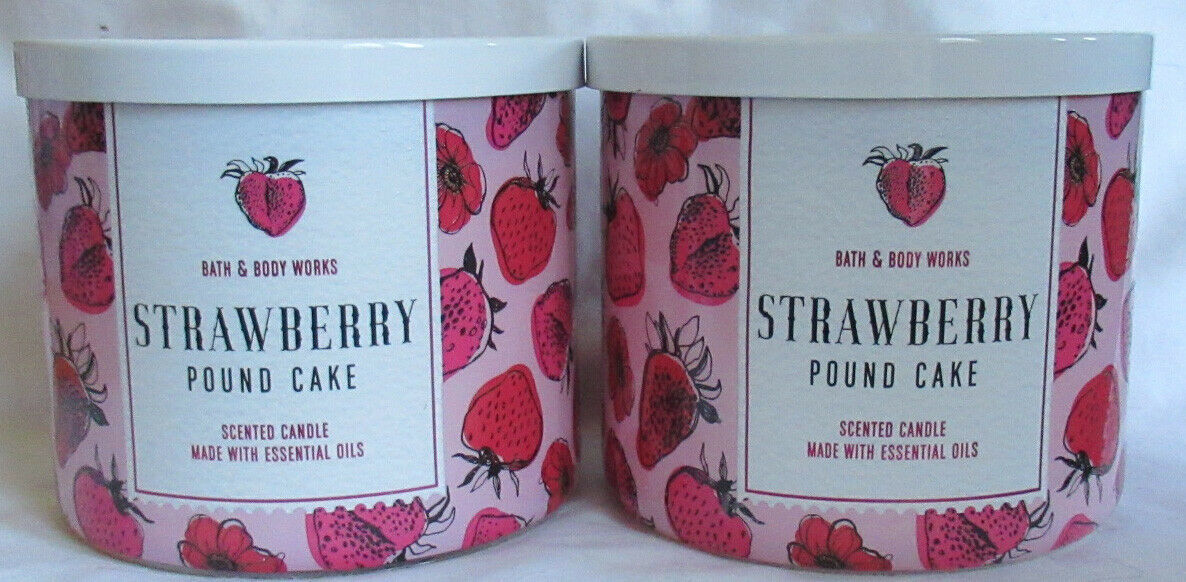 BATH & BODY WORKS
STRAWBERRY
POUND CAKE
SCENTED CANDLE
MADE WITH ESSENTIAL OILS
BATH & BODY WORKS
STRAWBERRY
POUND CAKE
SCENTED CANDLE
MADE WITH ESSENTIAL OILS